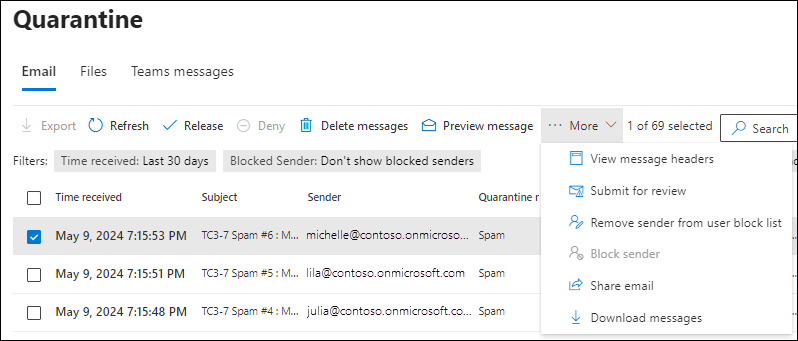 Quarantine
Email Files Teams messages
Export Refresh Release Deny Delete messages Preview message ··· More 1 of 69 selected Search
Filters: Time received: Last 30 days Blocked Sender: Don't show blocked senders
View message headers
Submit for review
Time received Subject Sender Quarantine r
Remove sender from user block list
May 9, 2024 7:15:53 PM TC3-7 Spam #6 : M... michelle@contoso.onmicroso... Spam
Block sender
May 9, 2024 7:15:51 PM TC3-7 Spam #5 : M... lila@contoso.onmicrosoft.com Spam
Share email
May 9, 2024 7:15:48 PM TC3-7 Spam #4 : M... julia@contoso.onmicrosoft.co... Spam
Download messages